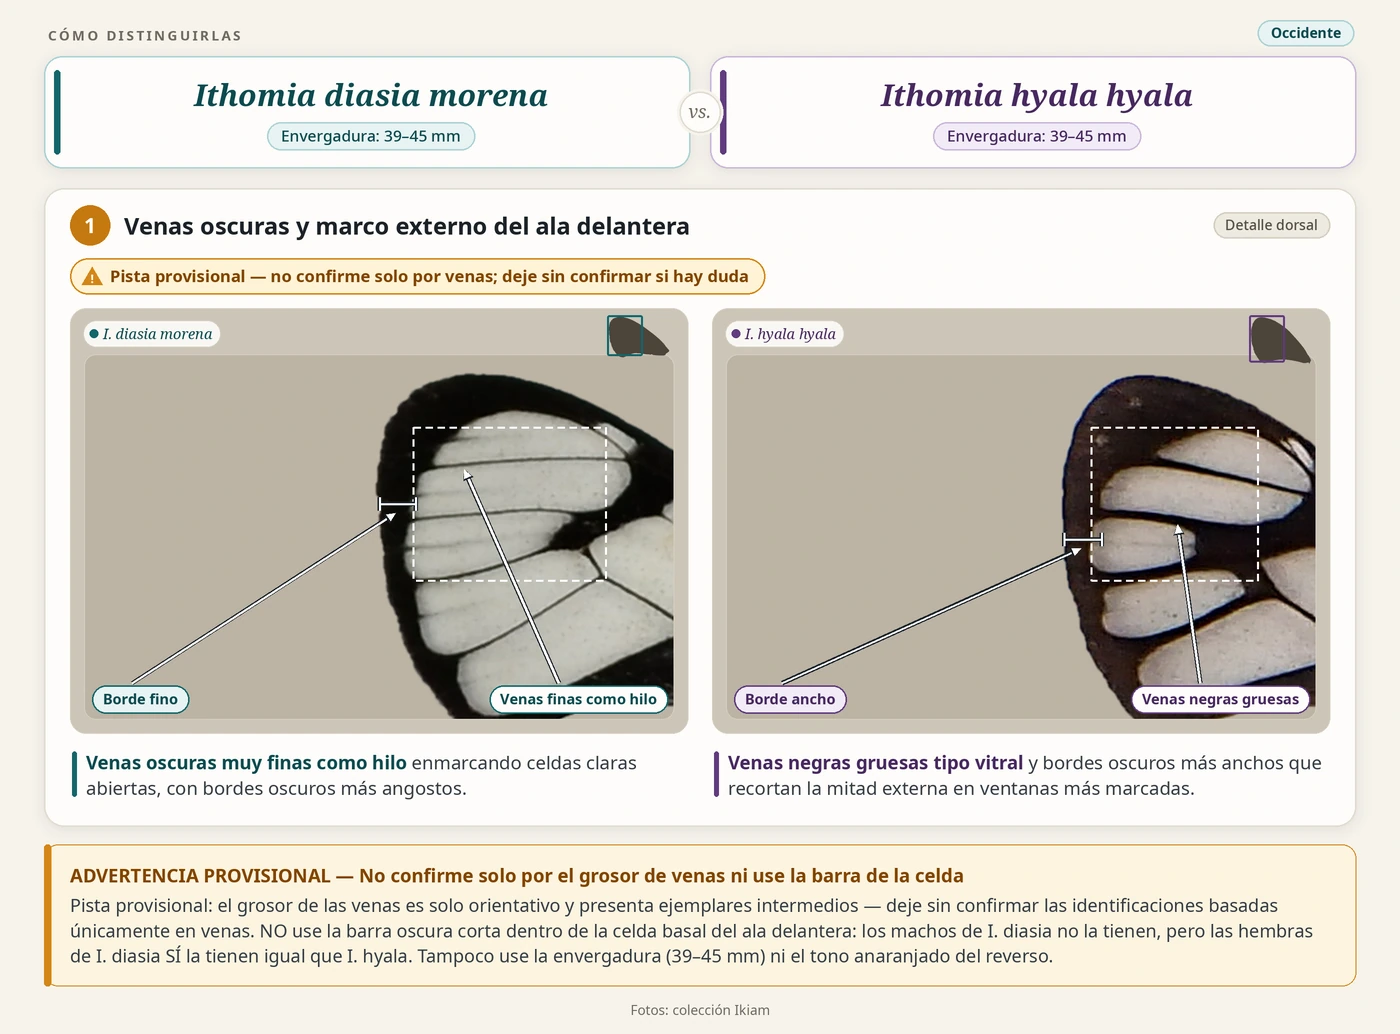 CÓMO DISTINGUIRLAS
Occidente
Ithomia diasia morena
Envergadura: 39–45 mm
vs.
Ithomia hyala hyala
Envergadura: 39–45 mm
1
Venas oscuras y marco externo del ala delantera
Detalle dorsal
Pista provisional — no confirme solo por venas; deje sin confirmar si hay duda
I. diasia morena
Borde fino
Venas finas como hilo
I. hyala hyala
Borde ancho
Venas negras gruesas
Venas oscuras muy finas como hilo enmarcando celdas claras
abiertas, con bordes oscuros más angostos.
Venas negras gruesas tipo vitral y bordes oscuros más anchos que
recortan la mitad externa en ventanas más marcadas.
ADVERTENCIA PROVISIONAL — No confirme solo por el grosor de venas ni use la barra de la celda
Pista provisional: el grosor de las venas es solo orientativo y presenta ejemplares intermedios — deje sin confirmar las identificaciones basadas
únicamente en venas. NO use la barra oscura corta dentro de la celda basal del ala delantera: los machos de I. diasia no la tienen, pero las hembras
de I. diasia SÍ la tienen igual que I. hyala. Tampoco use la envergadura (39–45 mm) ni el tono anaranjado del reverso.
Fotos: colección Ikiam